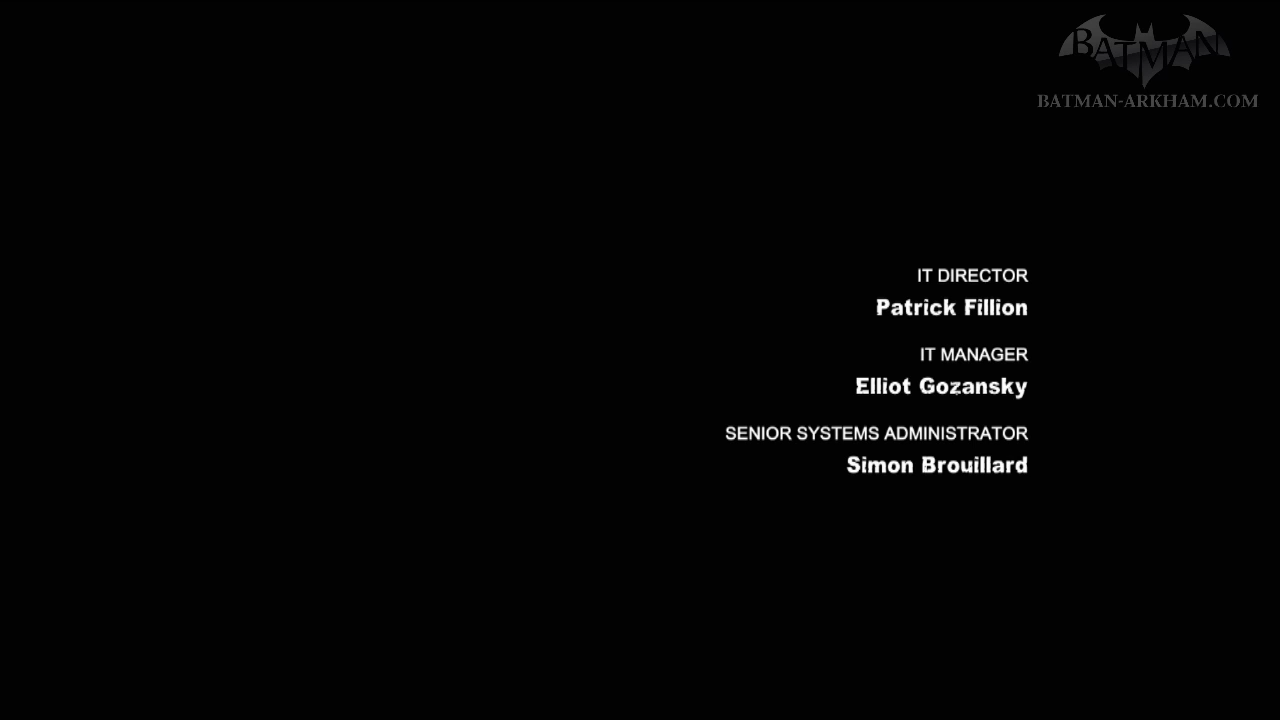 BATMAN
BATMAN-ARKHAM.COM
IT DIRECTOR
Patrick Fillion
IT MANAGER
Elliot Gozansky
SENIOR SYSTEMS ADMINISTRATOR
Simon Brouillard